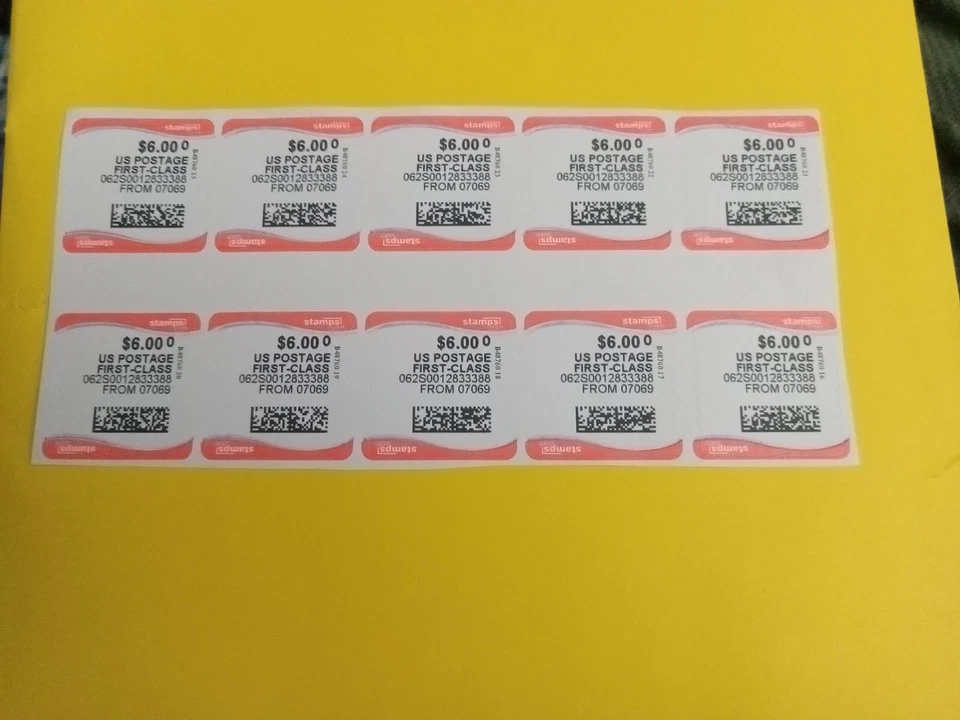 stamps
$6.00 0
US POSTAGE
FIRST-CLASS
062S0012833388
FROM 07069
stamps
stamps
$6.00 0
US POSTAGE
FIRST-CLASS
062S0012833388
FROM 07069
stamps
stamps
$6.00 0
US POSTAGE
FIRST-CLASS
062S0012833388
FROM 07069
stamps
stamps
$6.00 0
US POSTAGE
FIRST-CLASS
062S0012833388
FROM 07069
stamps
stamps
$6.00 0
US POSTAGE
FIRST-CLASS
062S0012833388
FROM 07069
stamps
stamps
$6.00 0
US POSTAGE
FIRST-CLASS
062S0012833388
FROM 07069
stamps
stamps
$6.00 0
US POSTAGE
FIRST-CLASS
062S0012833388
FROM 07069
stamps
stamps
$6.00 0
US POSTAGE
FIRST-CLASS
062S0012833388
FROM 07069
stamps
stamps
$6.00 0
US POSTAGE
FIRST-CLASS
062S0012833388
FROM 07069
stamps
stamps
$6.00 0
US POSTAGE
FIRST-CLASS
062S0012833388
FROM 07069
stamps